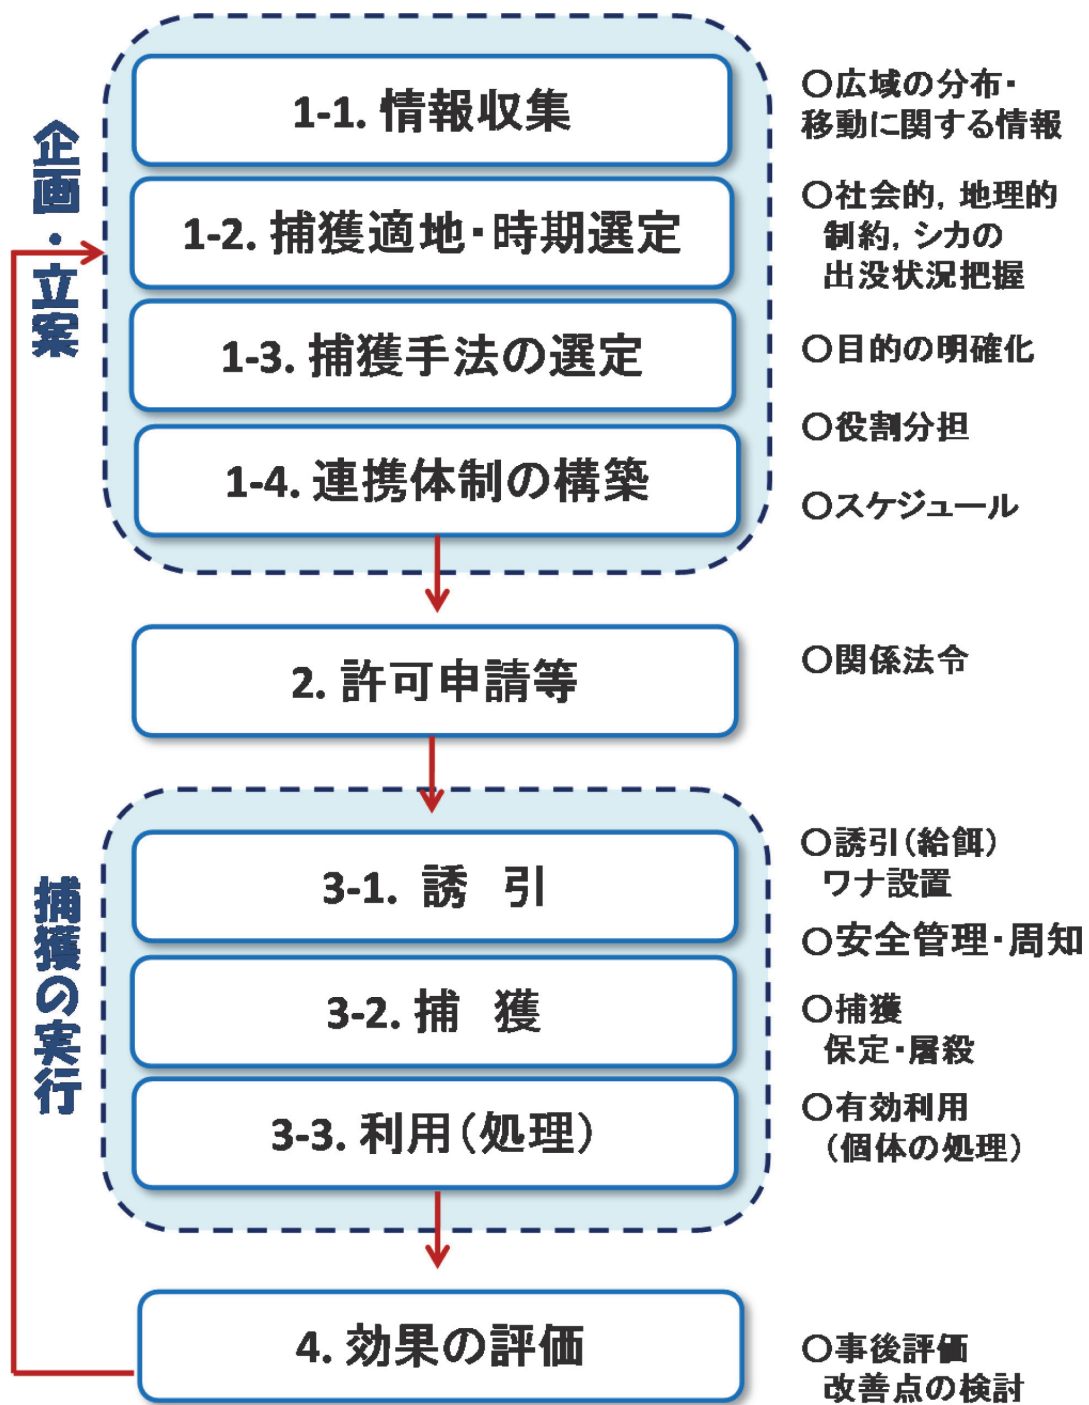 企画・立案
1-1. 情報収集
○広域の分布・
移動に関する情報
1-2. 捕獲適地・時期選定
○社会的，地理的
制約，シカの
出没状況把握
1-3. 捕獲手法の選定
○目的の明確化
○役割分担
1-4. 連携体制の構築
○スケジュール
2. 許可申請等
○関係法令
捕獲の実行
3-1. 誘　引
○誘引（給餌）
ワナ設置
○安全管理・周知
3-2. 捕　獲
○捕獲
保定・屠殺
3-3. 利用（処理）
○有効利用
（個体の処理）
4. 効果の評価
○事後評価
改善点の検討